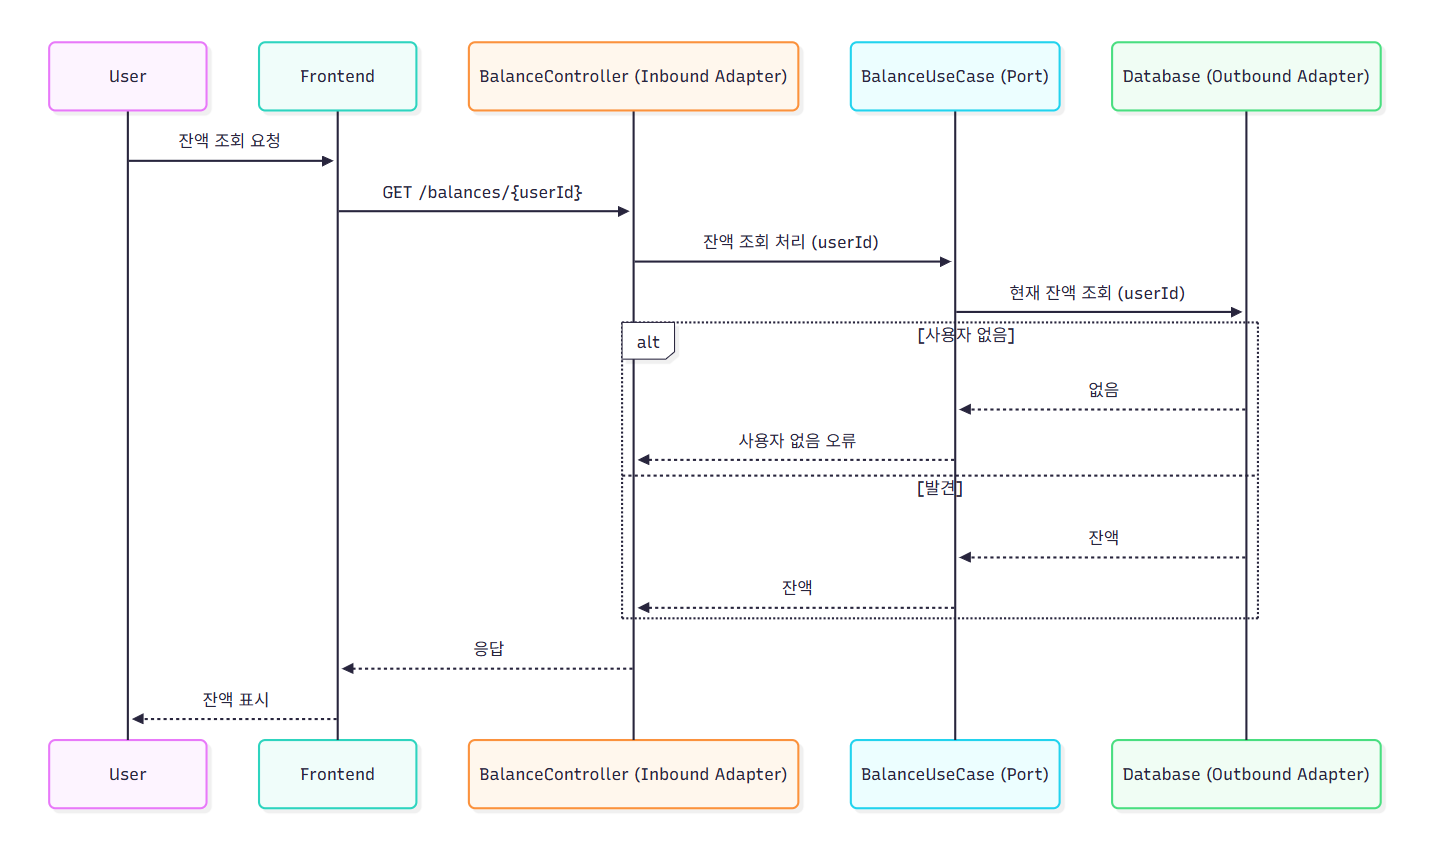 User
Frontend
BalanceController (Inbound Adapter)
BalanceUseCase (Port)
Database (Outbound Adapter)
잔액 조회 요청
GET /balances/{userId}
잔액 조회 처리 (userId)
현재 잔액 조회 (userId)
alt
[사용자 없음]
없음
사용자 없음 오류
[발견]
잔액
잔액
응답
잔액 표시
User
Frontend
BalanceController (Inbound Adapter)
BalanceUseCase (Port)
Database (Outbound Adapter)